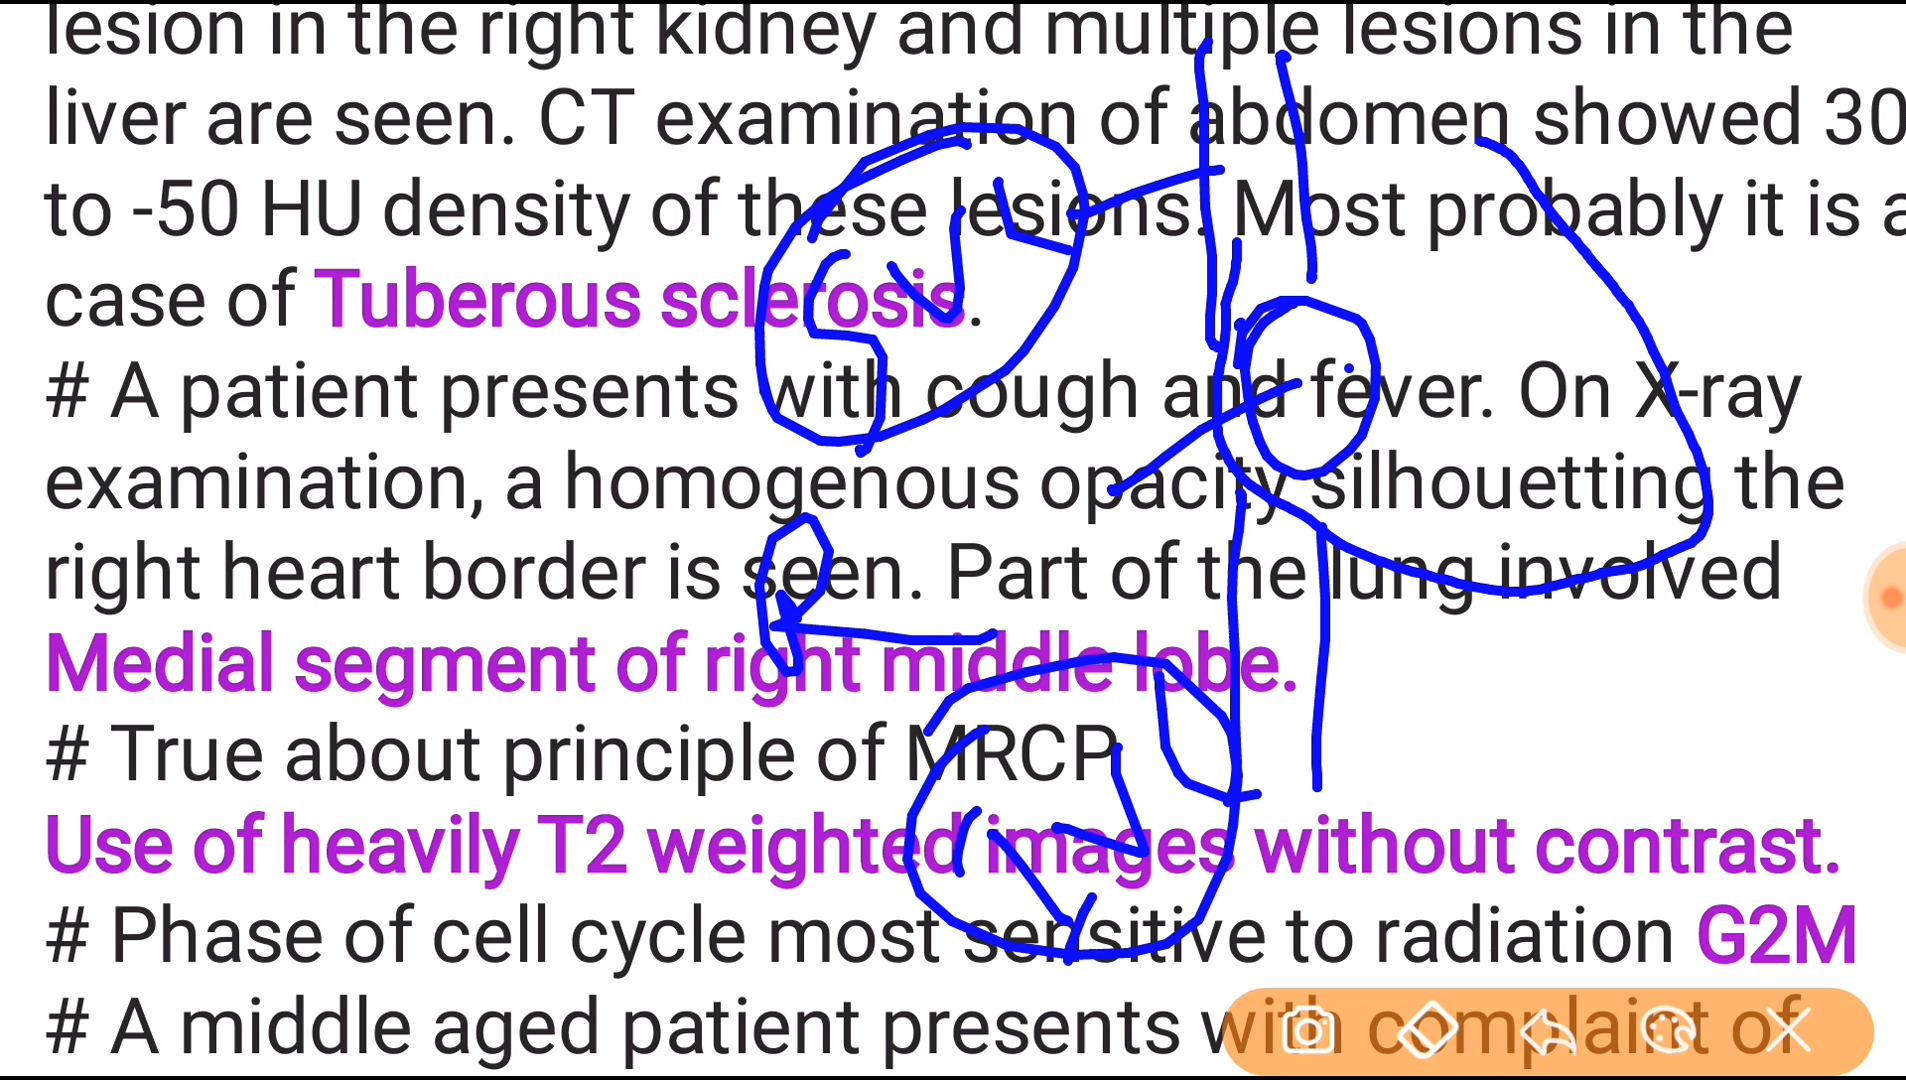 lesion in the right kidney and multiple lesions in the
liver are seen. CT examination of abdomen showed 30
to -50 HU density of these lesions. Most probably it is a
case of Tuberous sclerosis.
# A patient presents with cough and fever. On X-ray
examination, a homogenous opacity silhouetting the
right heart border is seen. Part of the lung involved
Medial segment of right middle lobe.
# True about principle of MRCP
Use of heavily T2 weighted images without contrast.
# Phase of cell cycle most sensitive to radiation G2M
# A middle aged patient presents with complaint of